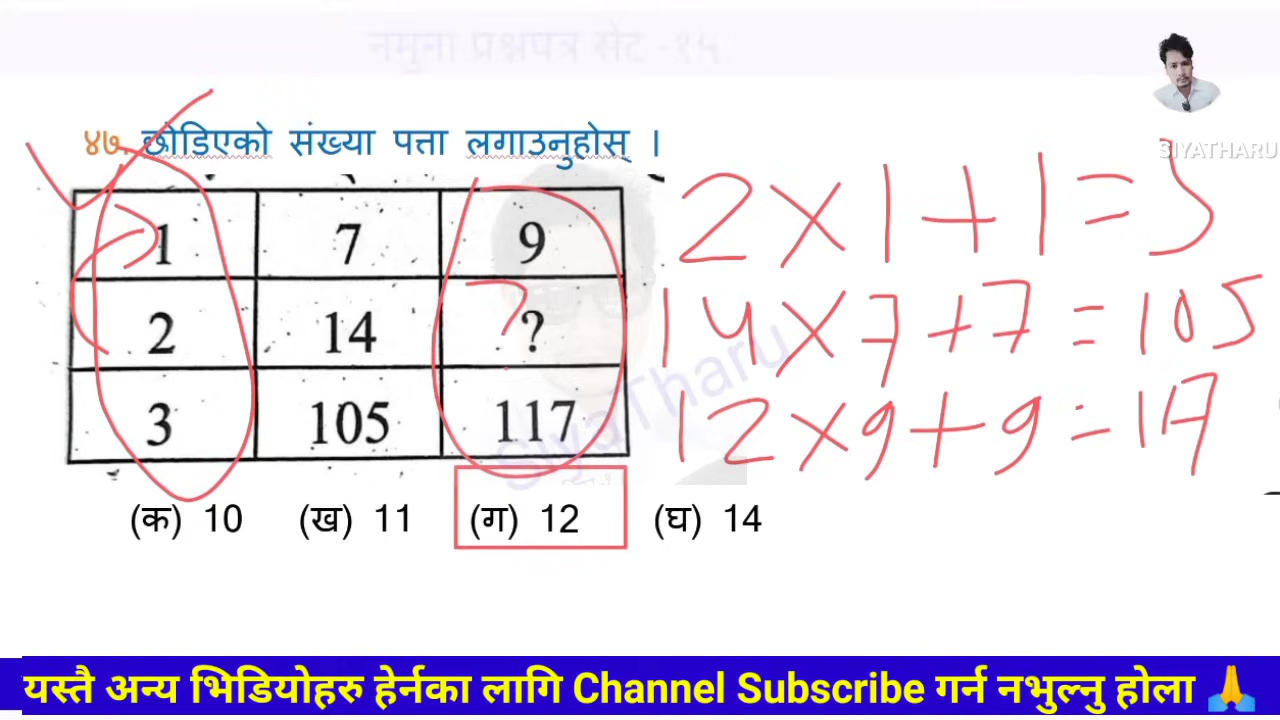 नमुना प्रश्नपत्र सेट -१५
SIYATHARU
४७. छोडिएको संख्या पत्ता लगाउनुहोस् ।
1 7 9
2 14 ?
3 105 117
2 × 1 + 1 = 3
14 × 7 + 7 = 105
12 × 9 + 9 = 117
SiyaTharu
(क) 10 (ख) 11 (ग) 12 (घ) 14
यस्तै अन्य भिडियोहरु हेर्नका लागि Channel Subscribe गर्न नभुल्नु होला 🙏